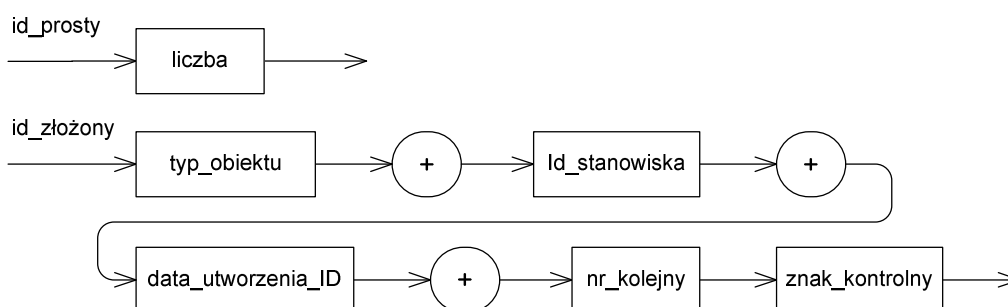 id_prosty
liczba
id_złożony
typ_obiektu + Id_stanowiska +
data_utworzenia_ID + nr_kolejny znak_kontrolny